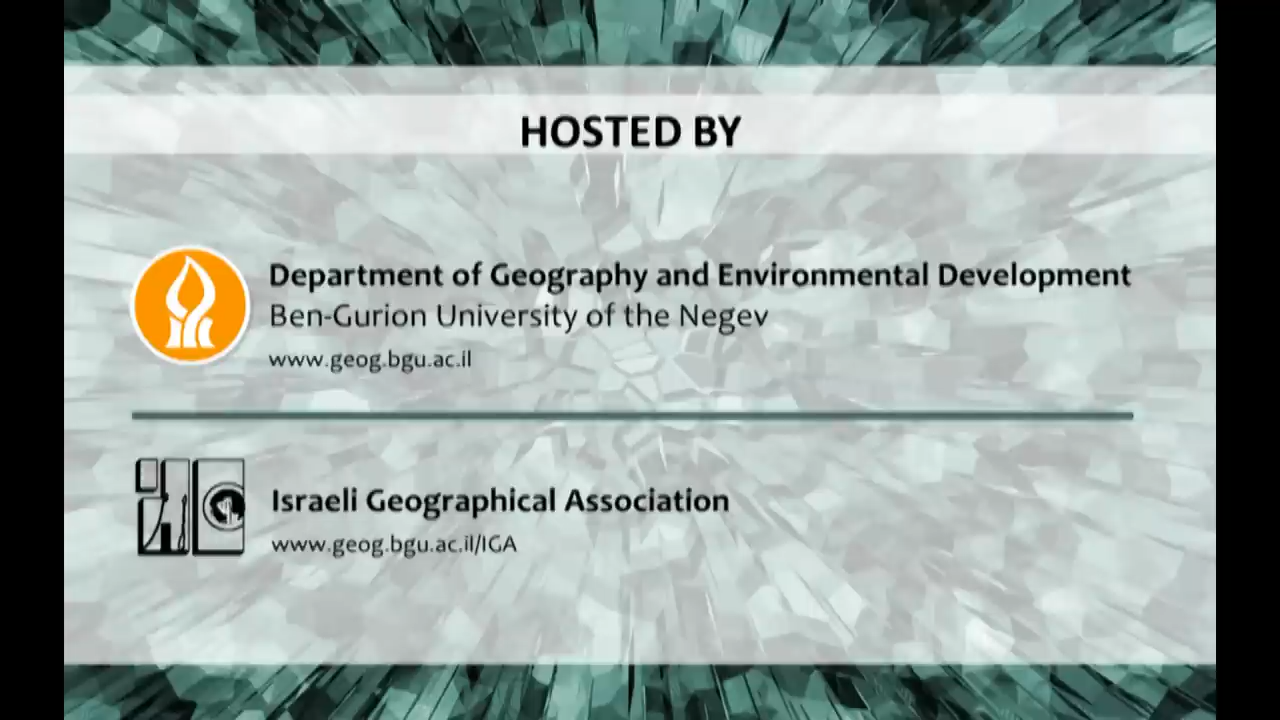 HOSTED BY
Department of Geography and Environmental Development
Ben-Gurion University of the Negev
www.geog.bgu.ac.il
Israeli Geographical Association
www.geog.bgu.ac.il/IGA